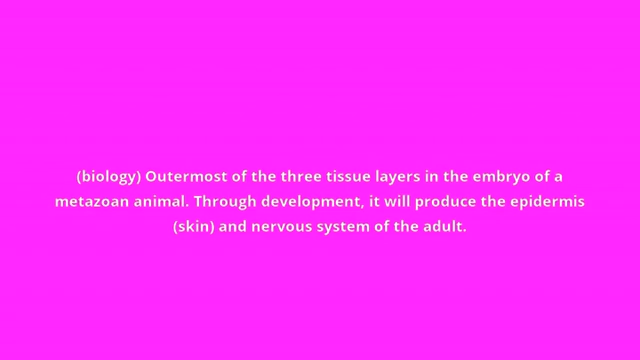 (biology) Outermost of the three tissue layers in the embryo of a
metazoan animal. Through development, it will produce the epidermis
(skin) and nervous system of the adult.